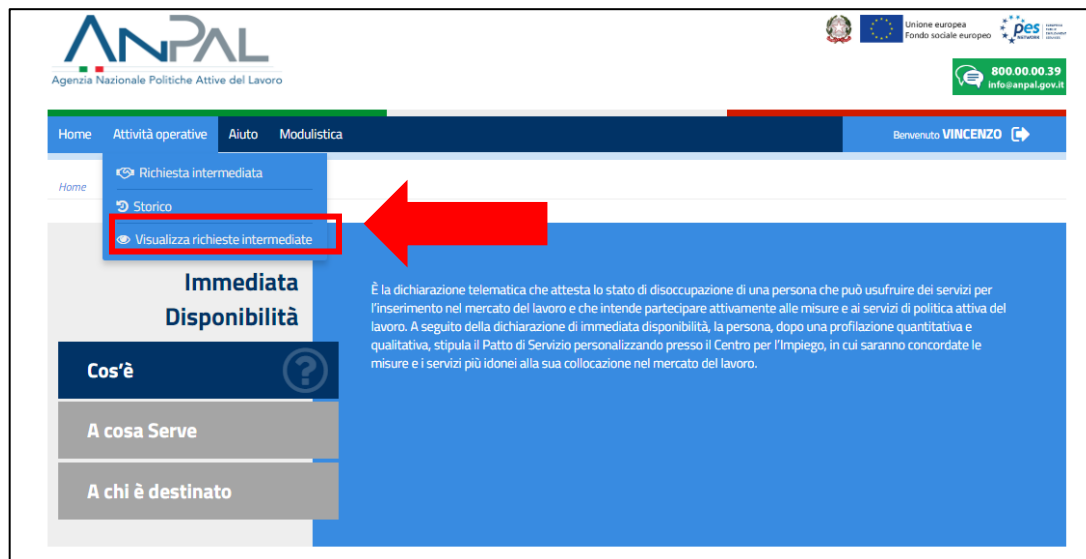 ANPAL
Agenzia Nazionale Politiche Attive del Lavoro
Unione europea
Fondo sociale europeo
pes
NETWORK
800.00.00.39
info@anpal.gov.it
Home Attività operative Aiuto Modulistica
Benvenuto VINCENZO
Richiesta intermediata
Home
Storico
Visualizza richieste intermediate
Immediata
Disponibilità
È la dichiarazione telematica che attesta lo stato di disoccupazione di una persona che può usufruire dei servizi per
l'inserimento nel mercato del lavoro e che intende partecipare attivamente alle misure e ai servizi di politica attiva del
lavoro. A seguito della dichiarazione di immediata disponibilità, la persona, dopo una profilazione quantitativa e
qualitativa, stipula il Patto di Servizio personalizzando presso il Centro per l'Impiego, in cui saranno concordate le
misure e i servizi più idonei alla sua collocazione nel mercato del lavoro.
Cos'è
?
A cosa Serve
A chi è destinato